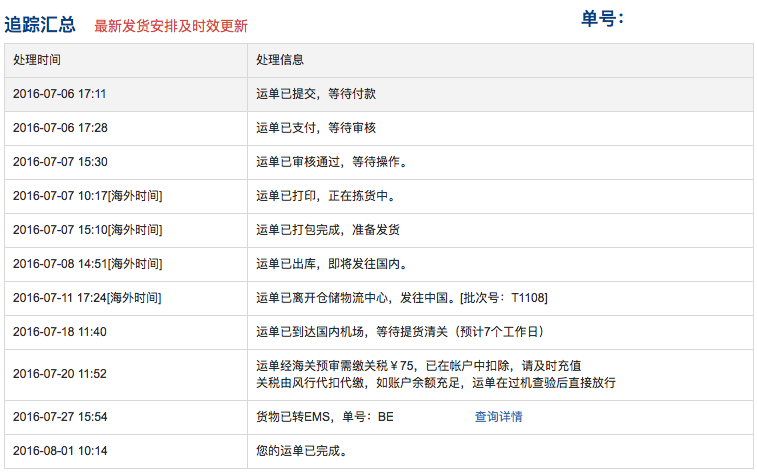 追踪汇总 最新发货安排及时效更新 单号：
处理时间 处理信息
2016-07-06 17:11 运单已提交，等待付款
2016-07-06 17:28 运单已支付，等待审核
2016-07-07 15:30 运单已审核通过，等待操作。
2016-07-07 10:17[海外时间] 运单已打印，正在拣货中。
2016-07-07 15:10[海外时间] 运单已打包完成，准备发货
2016-07-08 14:51[海外时间] 运单已出库，即将发往国内。
2016-07-11 17:24[海外时间] 运单已离开仓储物流中心，发往中国。[批次号：T1108]
2016-07-18 11:40 运单已到达国内机场，等待提货清关（预计7个工作日）
2016-07-20 11:52 运单经海关预审需缴关税￥75，已在帐户中扣除，请及时充值
关税由风行代扣代缴，如账户余额充足，运单在过机查验后直接放行
2016-07-27 15:54 货物已转EMS，单号：BE 查询详情
2016-08-01 10:14 您的运单已完成。